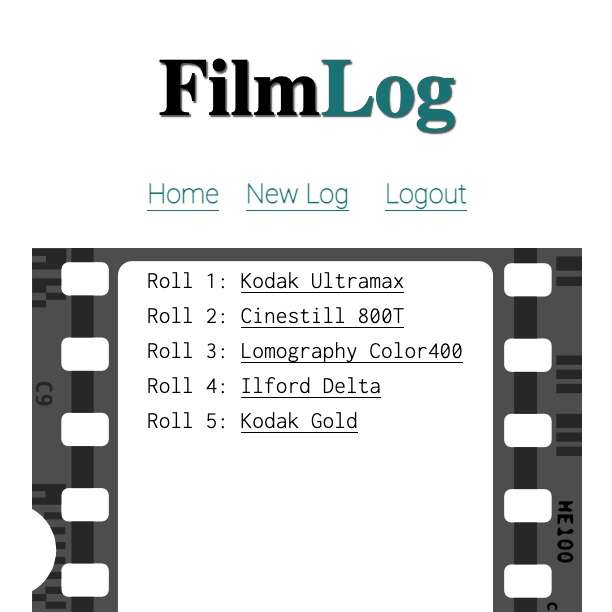 FilmLog
Home New Log Logout
Roll 1: Kodak Ultramax
Roll 2: Cinestill 800T
Roll 3: Lomography Color400
Roll 4: Ilford Delta
Roll 5: Kodak Gold
C9
ME100